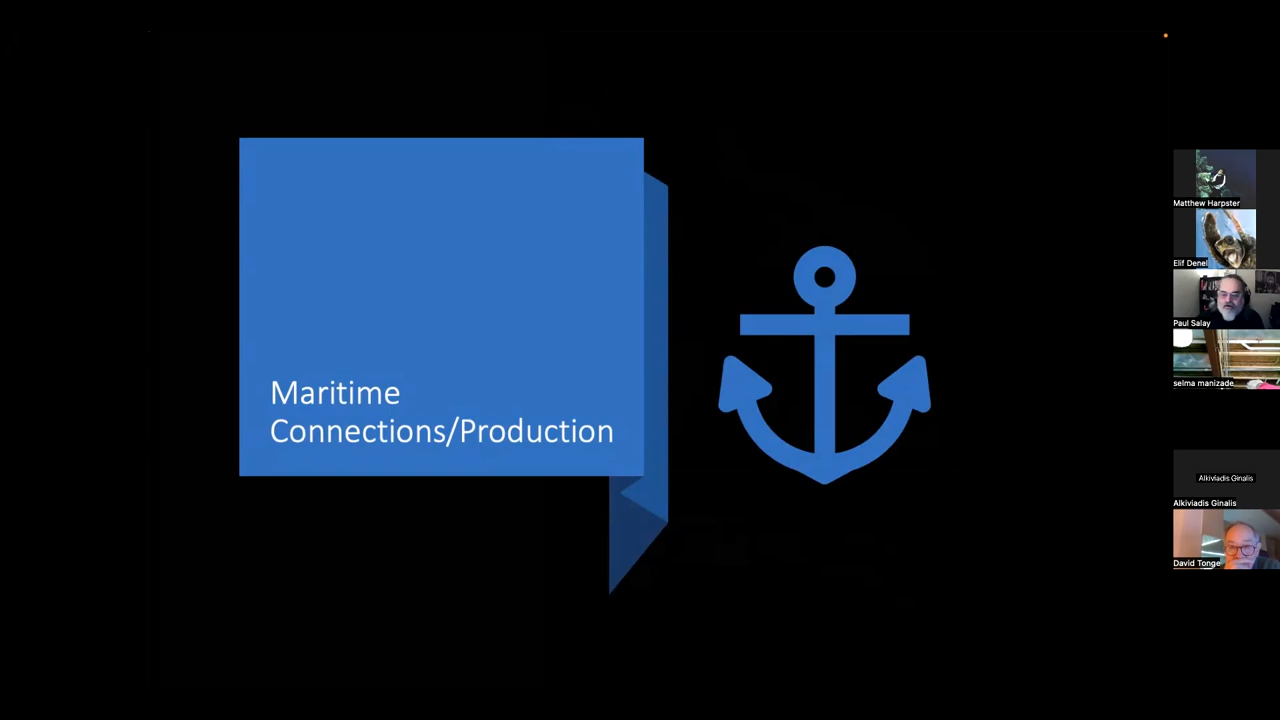 Maritime
Connections/Production
Matthew Harpster
Elif Denel
Paul Salay
selma manizade
Alkiviadis Ginalis
Alkiviadis Ginalis
David Tonge